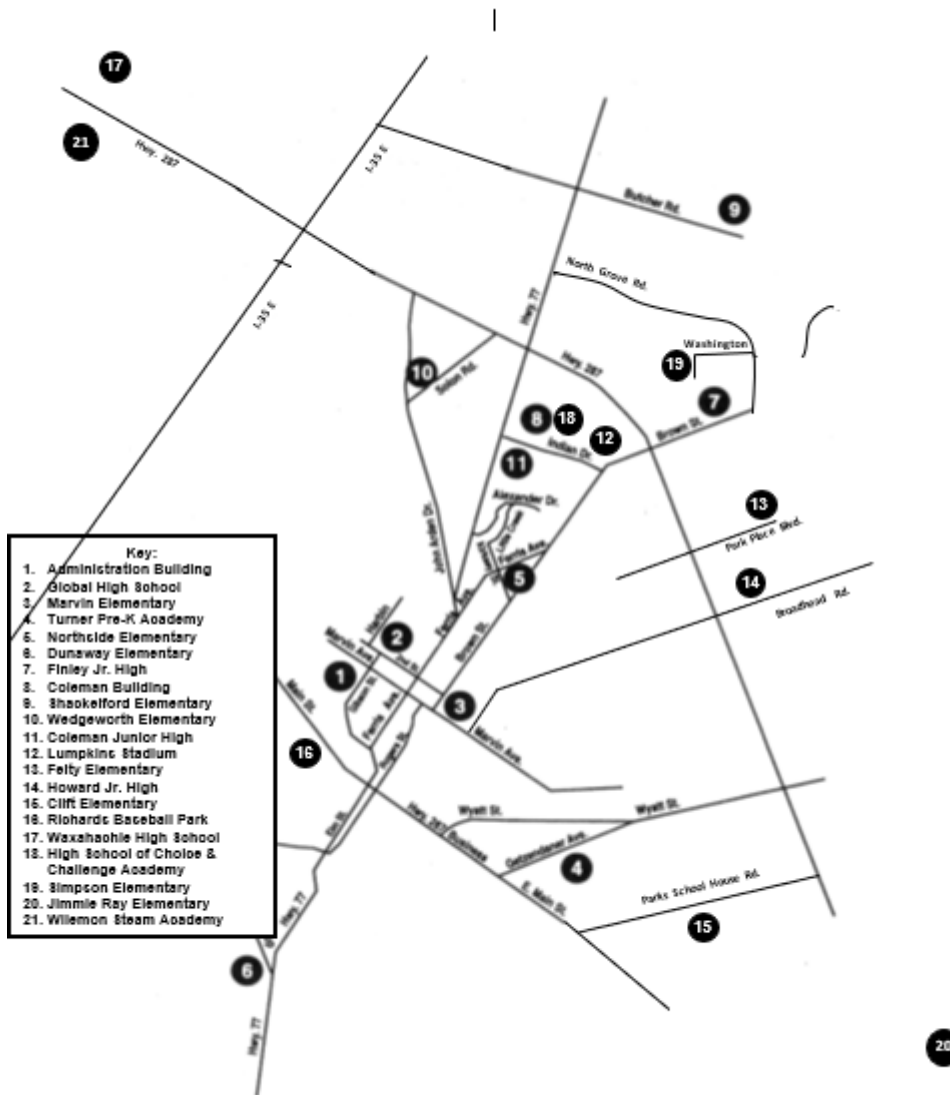 17
21
Hwy. 287
I-35 E
Butcher Rd.
9
North Grove Rd.
I-35 E
Hwy 77
Washington
19
10
Solon Rd.
Hwy. 287
7
Brown St.
8
18
12
Indian Dr.
11
Alexander Dr.
13
Park Place Blvd.
John Arden Dr.
Ferris Ave.
5
14
Broadhead Rd.
Ferris Ave.
Brown St.
Marvin Ave.
2
2nd St.
1
3
Ferris Ave.
Rogers St.
Marvin Ave.
Main St.
16
Wyatt St.
Wyatt St.
Hwy 287 Business
Getzendaner Ave.
4
Elm St.
E. Main St.
Parks School House Rd.
15
Hwy. 77
6
Hwy 77
20
Key:
1. Administration Building
2. Global High School
3. Marvin Elementary
4. Turner Pre-K Academy
5. Northside Elementary
6. Dunaway Elementary
7. Finley Jr. High
8. Coleman Building
9. Shackelford Elementary
10. Wedgeworth Elementary
11. Coleman Junior High
12. Lumpkins Stadium
13. Felty Elementary
14. Howard Jr. High
15. Clift Elementary
16. Richards Baseball Park
17. Waxahachie High School
18. High School of Choice &
Challenge Academy
19. Simpson Elementary
20. Jimmie Ray Elementary
21. Wilemon Steam Academy